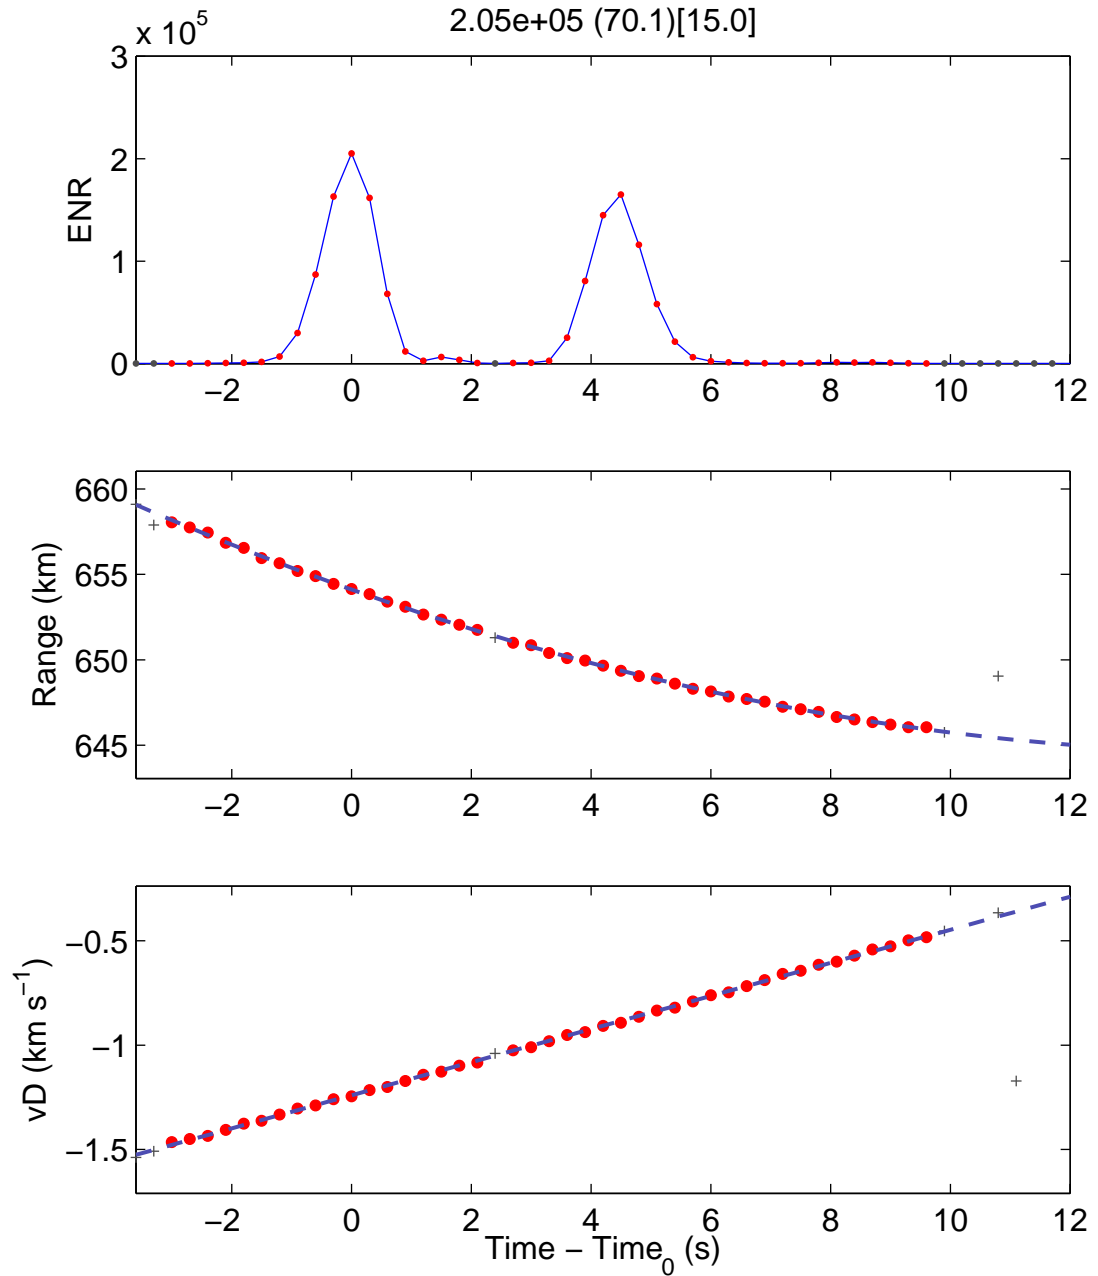 2.05e+05 (70.1)[15.0]
x 10^5
ENR
3
2
1
0
−2 0 2 4 6 8 10 12
Range (km)
660
655
650
645
−2 0 2 4 6 8 10 12
vD (km s^−1)
−0.5
−1
−1.5
−2 0 2 4 6 8 10 12
Time − Time_0 (s)